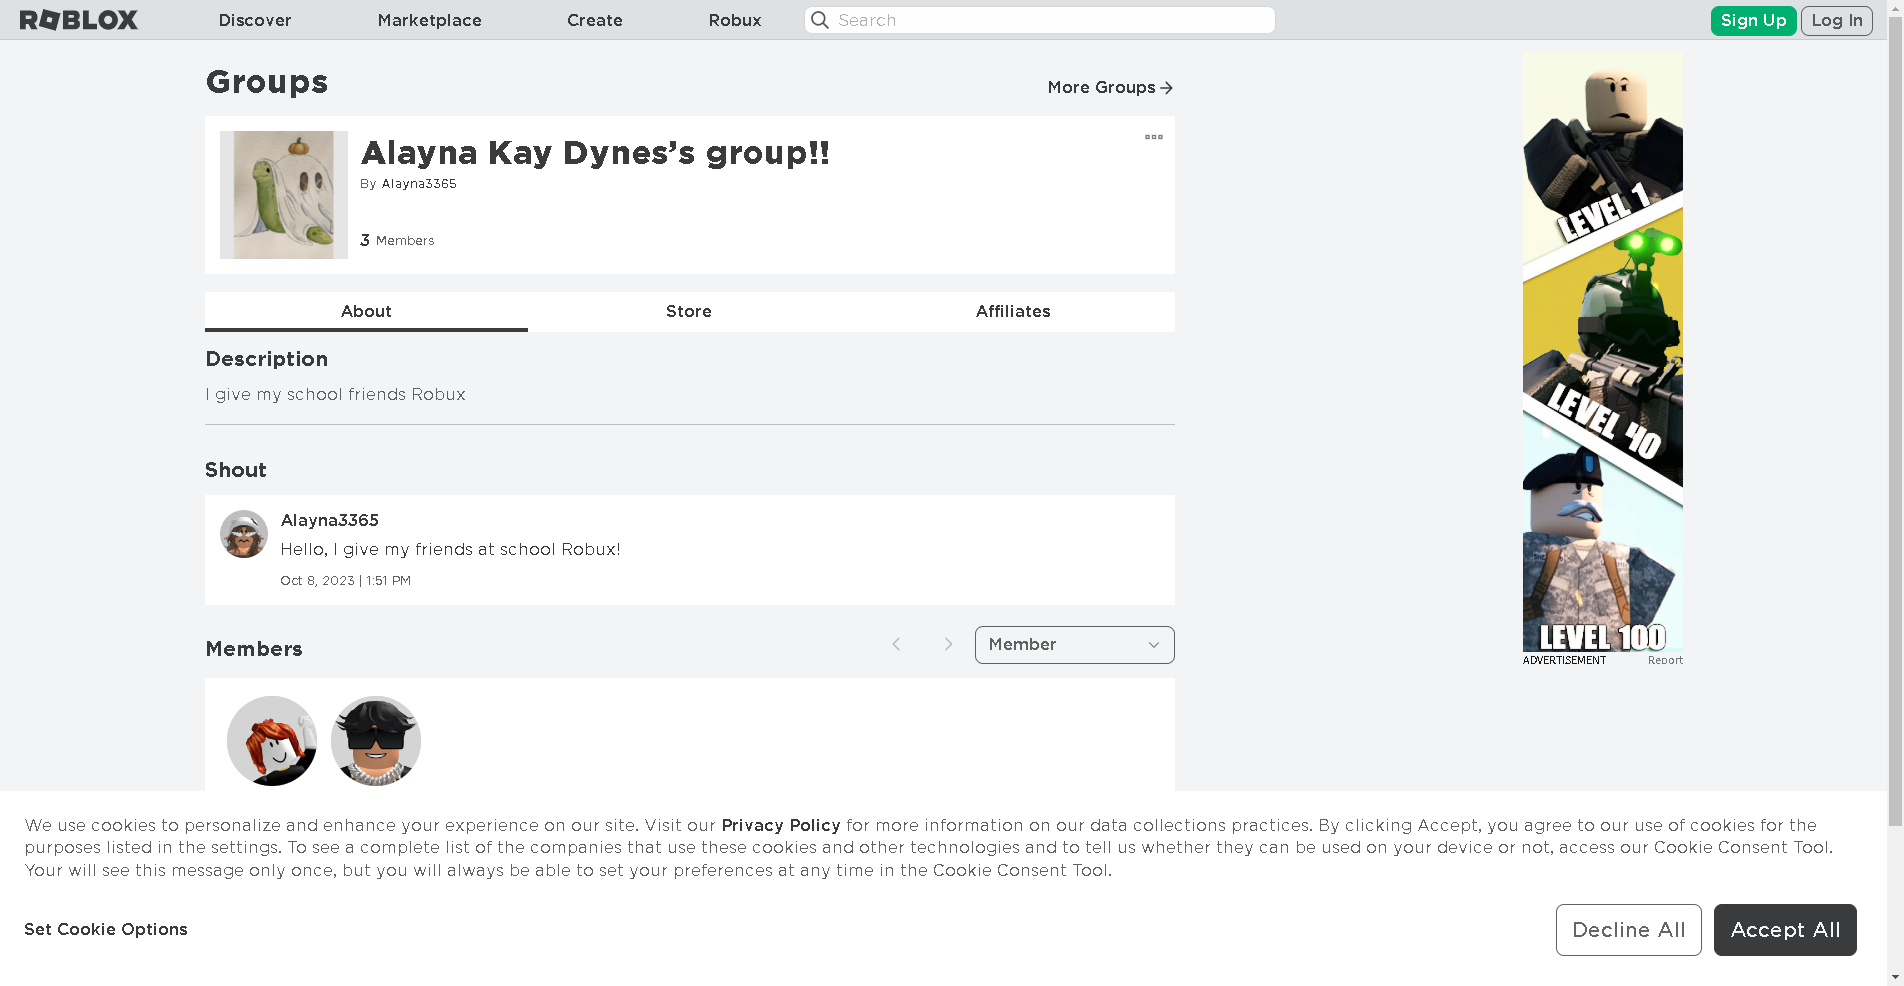 ROBLOX Discover Marketplace Create Robux Search Sign Up Log In
Groups
More Groups
Alayna Kay Dynes's group!!
By Alayna3365
3 Members
About Store Affiliates
Description
I give my school friends Robux
Shout
Alayna3365
Hello, I give my friends at school Robux!
Oct 8, 2023 | 1:51 PM
Members
Member
LEVEL 1
LEVEL 40
LEVEL 100
ADVERTISEMENT Report
We use cookies to personalize and enhance your experience on our site. Visit our Privacy Policy for more information on our data collections practices. By clicking Accept, you agree to our use of cookies for the
purposes listed in the settings. To see a complete list of the companies that use these cookies and other technologies and to tell us whether they can be used on your device or not, access our Cookie Consent Tool.
Your will see this message only once, but you will always be able to set your preferences at any time in the Cookie Consent Tool.
Set Cookie Options
Decline All
Accept All